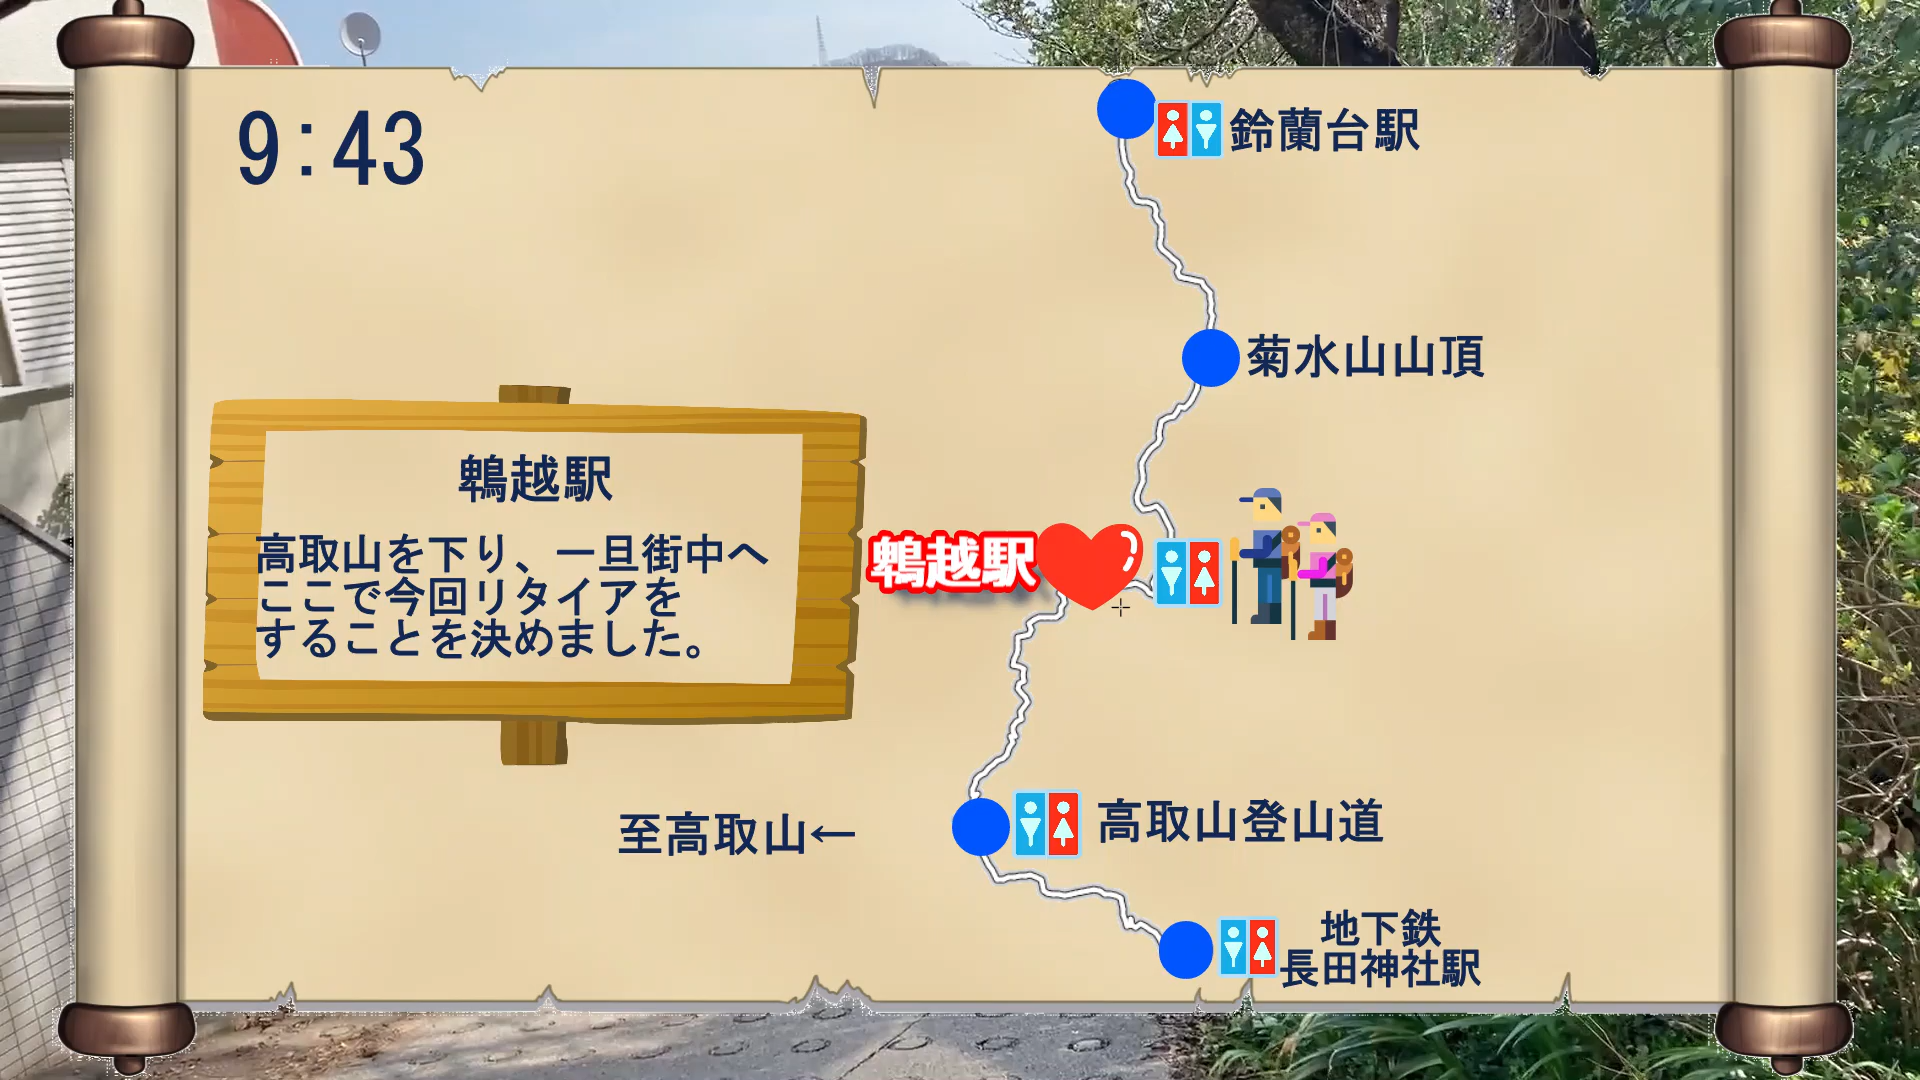 9:43
鈴蘭台駅
菊水山山頂
鵯越駅
高取山を下り、一旦街中へ
ここで今回リタイアを
することを決めました。
鵯越駅
至高取山←
高取山登山道
地下鉄
長田神社駅